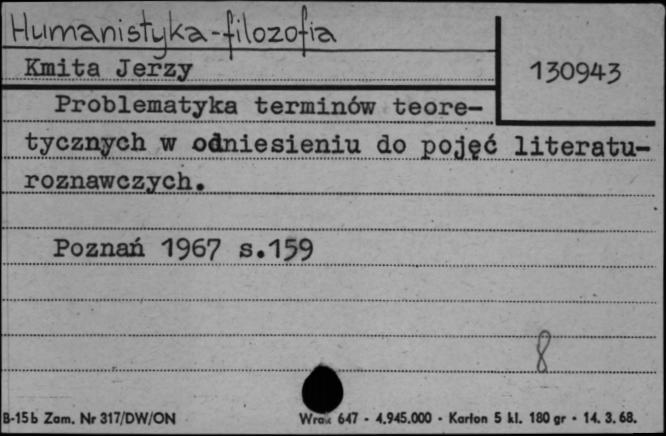 Humanistyka-filozofia
Kmita Jerzy
130943
Problematyka terminów teore-
tycznych w odniesieniu do pojęć literatu-
roznawczych.
Poznań 1967 s.159
8
B-15b Zam. Nr 317/DW/ON 647 - 4.945.000 - Karton 5 kl. 180 gr - 14. 3. 68.